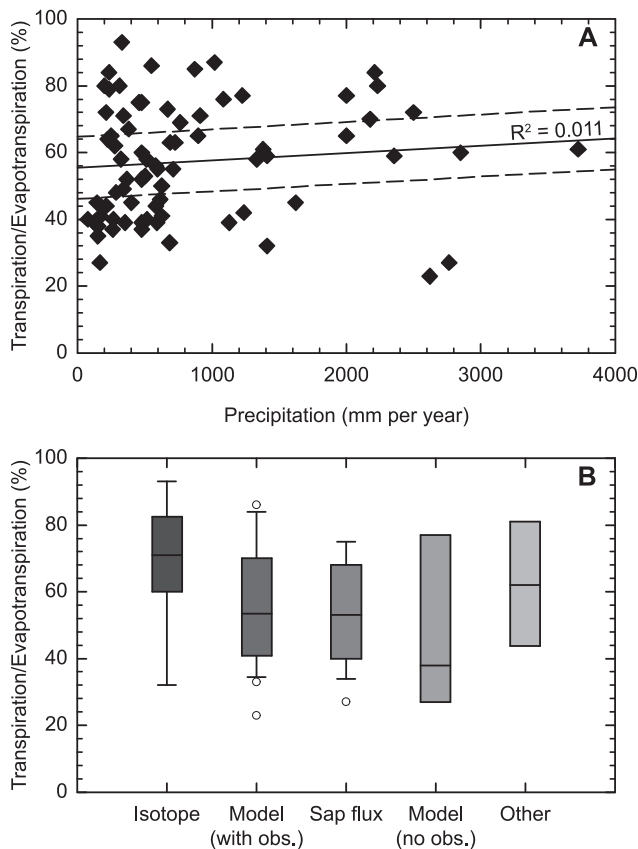 100
80
60
40
20
0
Transpiration/Evapotranspiration (%)
A
R² = 0.011
0 1000 2000 3000 4000
Precipitation (mm per year)
100
80
60
40
20
0
Transpiration/Evapotranspiration (%)
B
Isotope Model Sap flux Model Other
(with obs.) (no obs.)